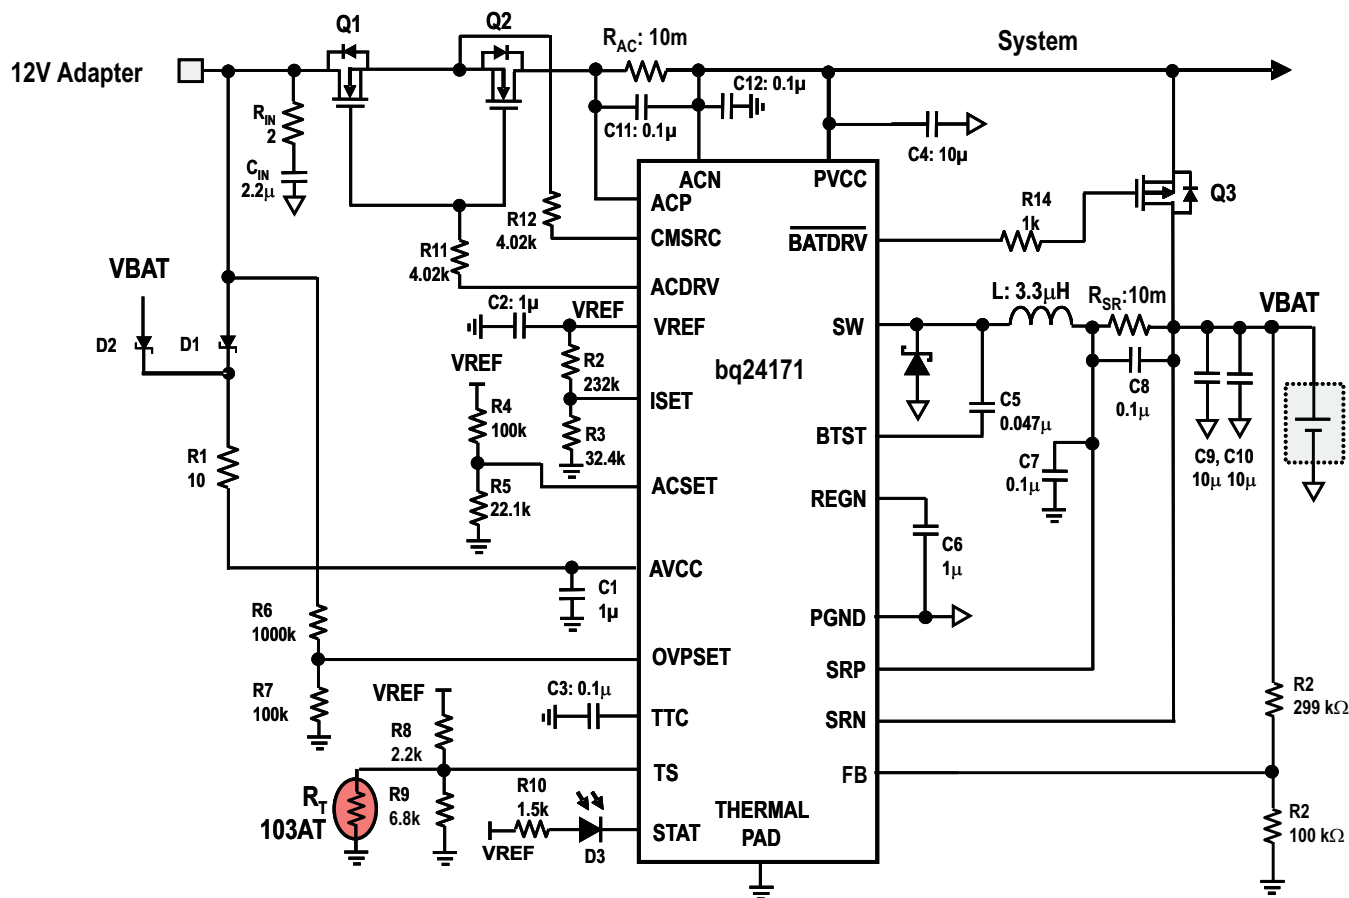 Q1
Q2
R_AC: 10m
System
12V Adapter
R_IN
2
C_IN
2.2μ
C12: 0.1μ
C11: 0.1μ
C4: 10μ
ACN
PVCC
ACP
CMSRC
ACDRV
VREF
ISET
ACSET
AVCC
OVPSET
TTC
TS
STAT
BATDRV
SW
BTST
REGN
PGND
SRP
SRN
FB
bq24171
THERMAL
PAD
R12
4.02k
R11
4.02k
R14
1k
Q3
VBAT
D2
D1
C2: 1μ
VREF
VREF
R2
232k
R4
100k
R3
32.4k
R5
22.1k
R1
10
C1
1μ
R6
1000k
R7
100k
C3: 0.1μ
VREF
R8
2.2k
R9
6.8k
R_T
103AT
R10
1.5k
VREF
D3
L: 3.3μH
R_SR:10m
VBAT
C8
0.1μ
C5
0.047μ
C7
0.1μ
C9, C10
10μ 10μ
C6
1μ
R2
299 kΩ
R2
100 kΩ